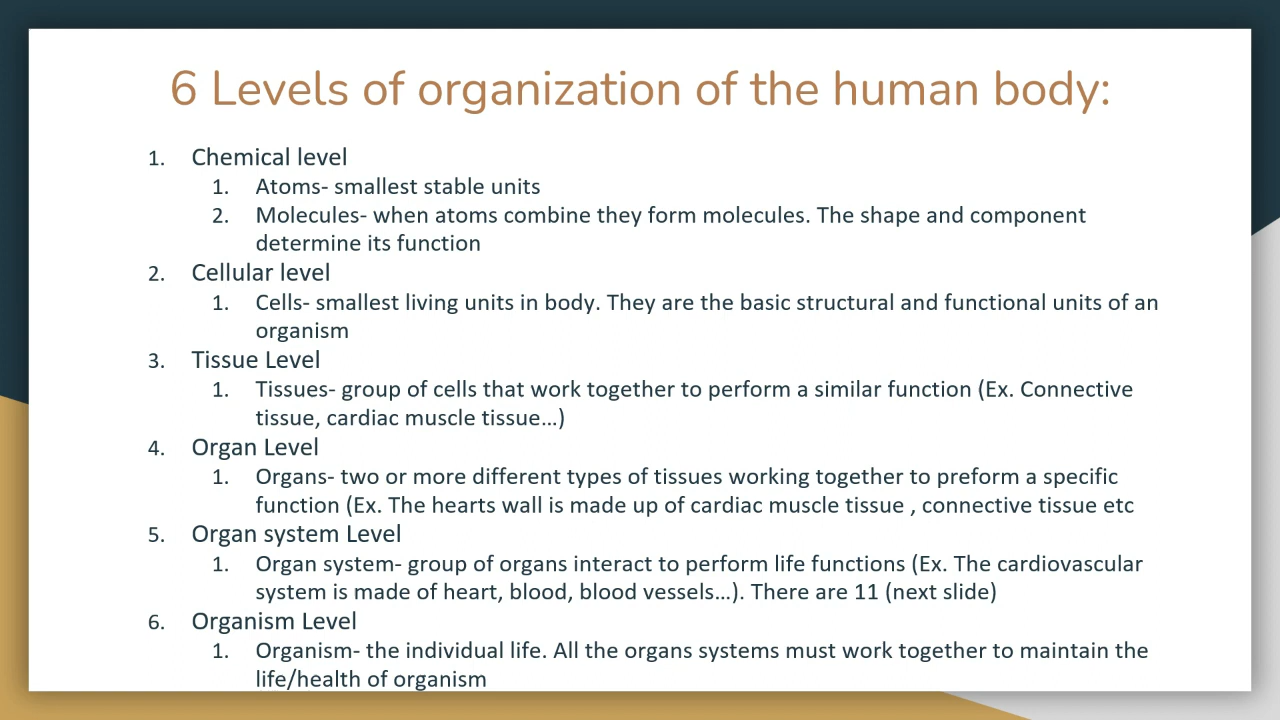 6 Levels of organization of the human body:
1. Chemical level
1. Atoms- smallest stable units
2. Molecules- when atoms combine they form molecules. The shape and component
determine its function
2. Cellular level
1. Cells- smallest living units in body. They are the basic structural and functional units of an
organism
3. Tissue Level
1. Tissues- group of cells that work together to perform a similar function (Ex. Connective
tissue, cardiac muscle tissue…)
4. Organ Level
1. Organs- two or more different types of tissues working together to preform a specific
function (Ex. The hearts wall is made up of cardiac muscle tissue , connective tissue etc
5. Organ system Level
1. Organ system- group of organs interact to perform life functions (Ex. The cardiovascular
system is made of heart, blood, blood vessels…). There are 11 (next slide)
6. Organism Level
1. Organism- the individual life. All the organs systems must work together to maintain the
life/health of organism